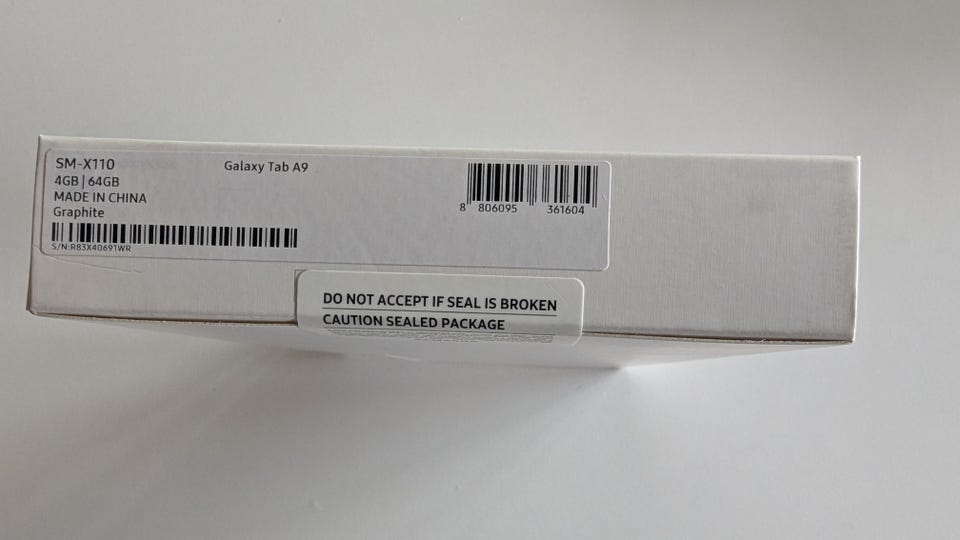 SM-X110
Galaxy Tab A9
4GB | 64GB
MADE IN CHINA
Graphite
S/N:R83X40691WR
8 806095 361604
DO NOT ACCEPT IF SEAL IS BROKEN
CAUTION SEALED PACKAGE